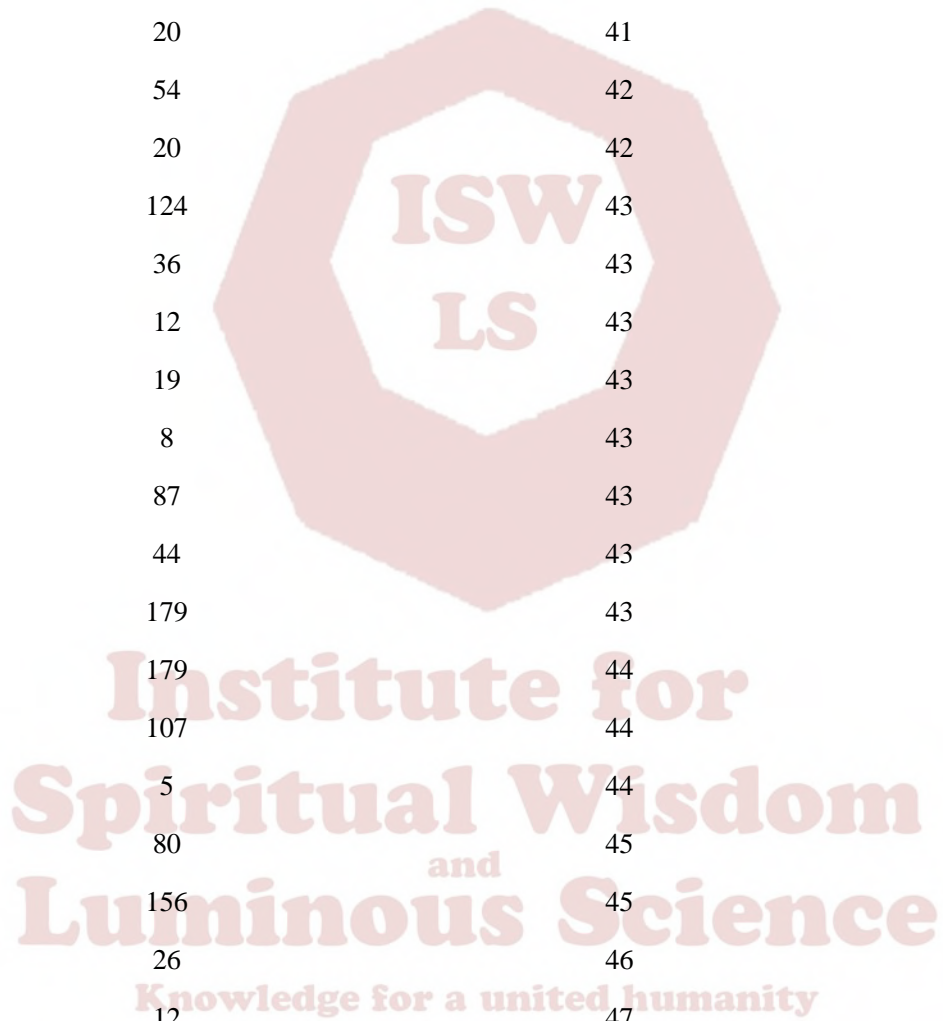 20 41
54 42
20 42
ISW
124 43
36 43
LS
12 43
19 43
8 43
87 43
44 43
179 43
Institute for
179 44
107 44
Spiritual Wisdom
5 44
80 45
and
Luminous Science
156 45
26 46
Knowledge for a united humanity
12 47